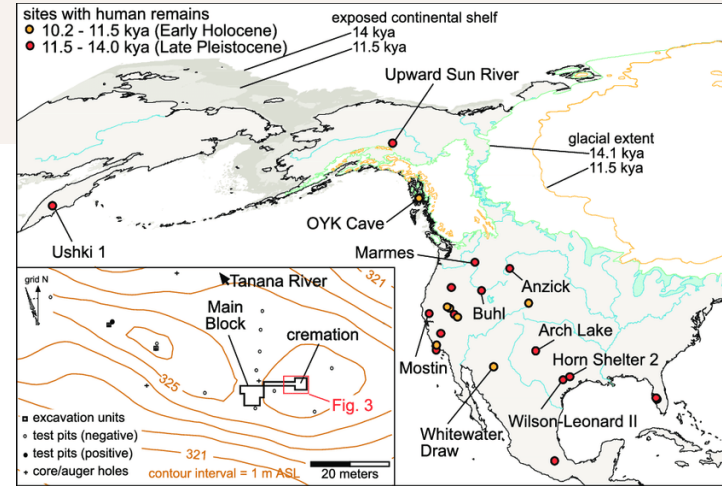 sites with human remains
10.2 - 11.5 kya (Early Holocene)
11.5 - 14.0 kya (Late Pleistocene)
exposed continental shelf
14 kya
11.5 kya
Upward Sun River
glacial extent
14.1 kya
11.5 kya
OYK Cave
Ushki 1
Marmes
Anzick
Buhl
Mostin
Arch Lake
Horn Shelter 2
Wilson-Leonard II
Whitewater
Draw
grid N
Tanana River
321
Main
Block
cremation
325
Fig. 3
excavation units
test pits (negative)
test pits (positive)
core/auger holes
321
contour interval = 1 m ASL
20 meters
321